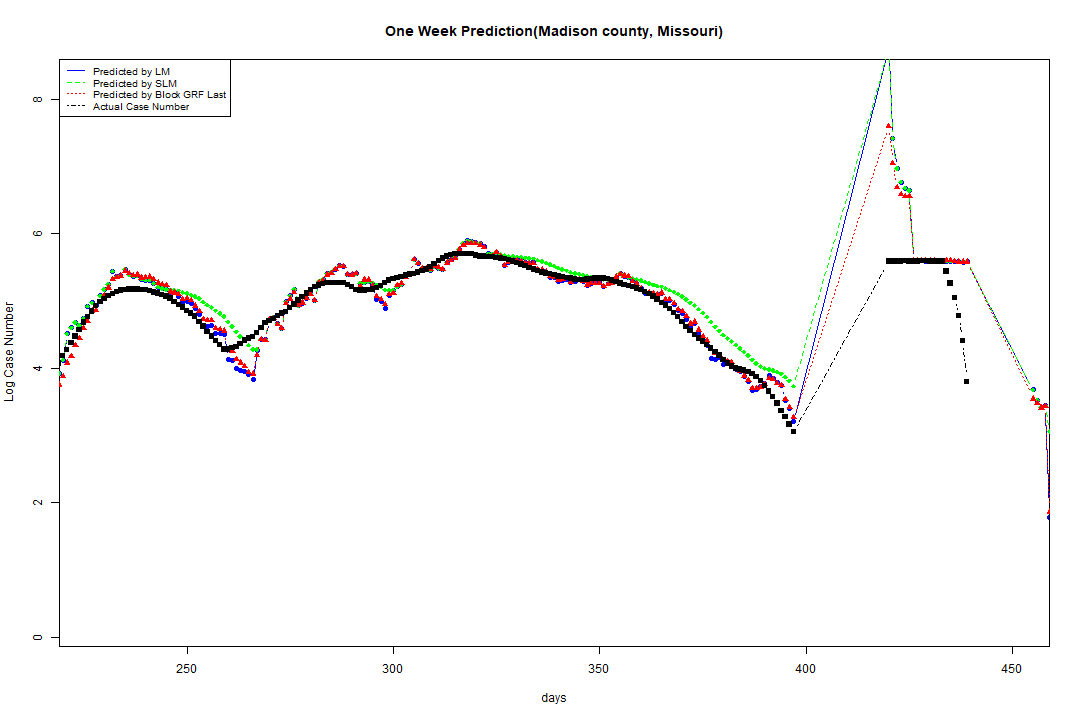 One Week Prediction(Madison county, Missouri)
Predicted by LM
Predicted by SLM
Predicted by Block GRF Last
Actual Case Number
8
6
4
2
0
Log Case Number
250 300 350 400 450
days